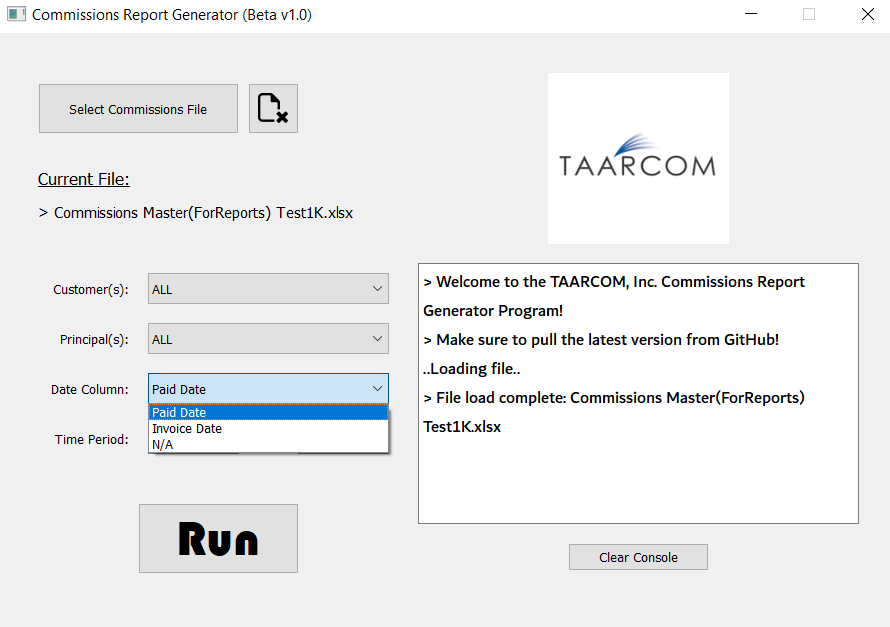 Commissions Report Generator (Beta v1.0)
Select Commissions File
TAARCOM
Current File:
> Commissions Master(ForReports) Test1K.xlsx
Customer(s):
ALL
Principal(s):
ALL
Date Column:
Paid Date
Paid Date
Invoice Date
N/A
Time Period:
> Welcome to the TAARCOM, Inc. Commissions Report
Generator Program!
> Make sure to pull the latest version from GitHub!
..Loading file..
> File load complete: Commissions Master(ForReports)
Test1K.xlsx
Run
Clear Console